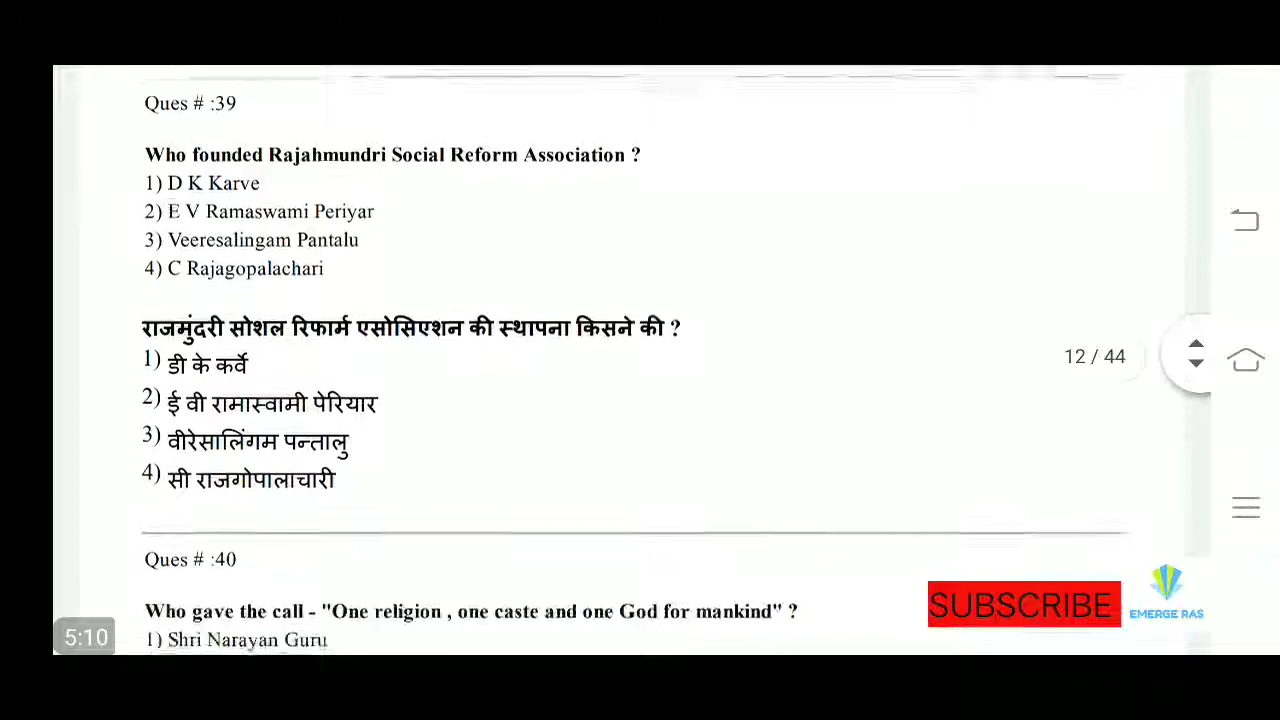 Ques # :39
Who founded Rajahmundri Social Reform Association ?
1) D K Karve
2) E V Ramaswami Periyar
3) Veeresalingam Pantalu
4) C Rajagopalachari
राजमुंदरी सोशल रिफार्म एसोसिएशन की स्थापना किसने की ?
1) डी के कर्वे
2) ई वी रामास्वामी पेरियार
3) वीरेसालिंगम पन्तालु
4) सी राजगोपालाचारी
12 / 44
Ques # :40
Who gave the call - "One religion , one caste and one God for mankind" ?
1) Shri Narayan Guru
SUBSCRIBE
EMERGE RAS
5:10